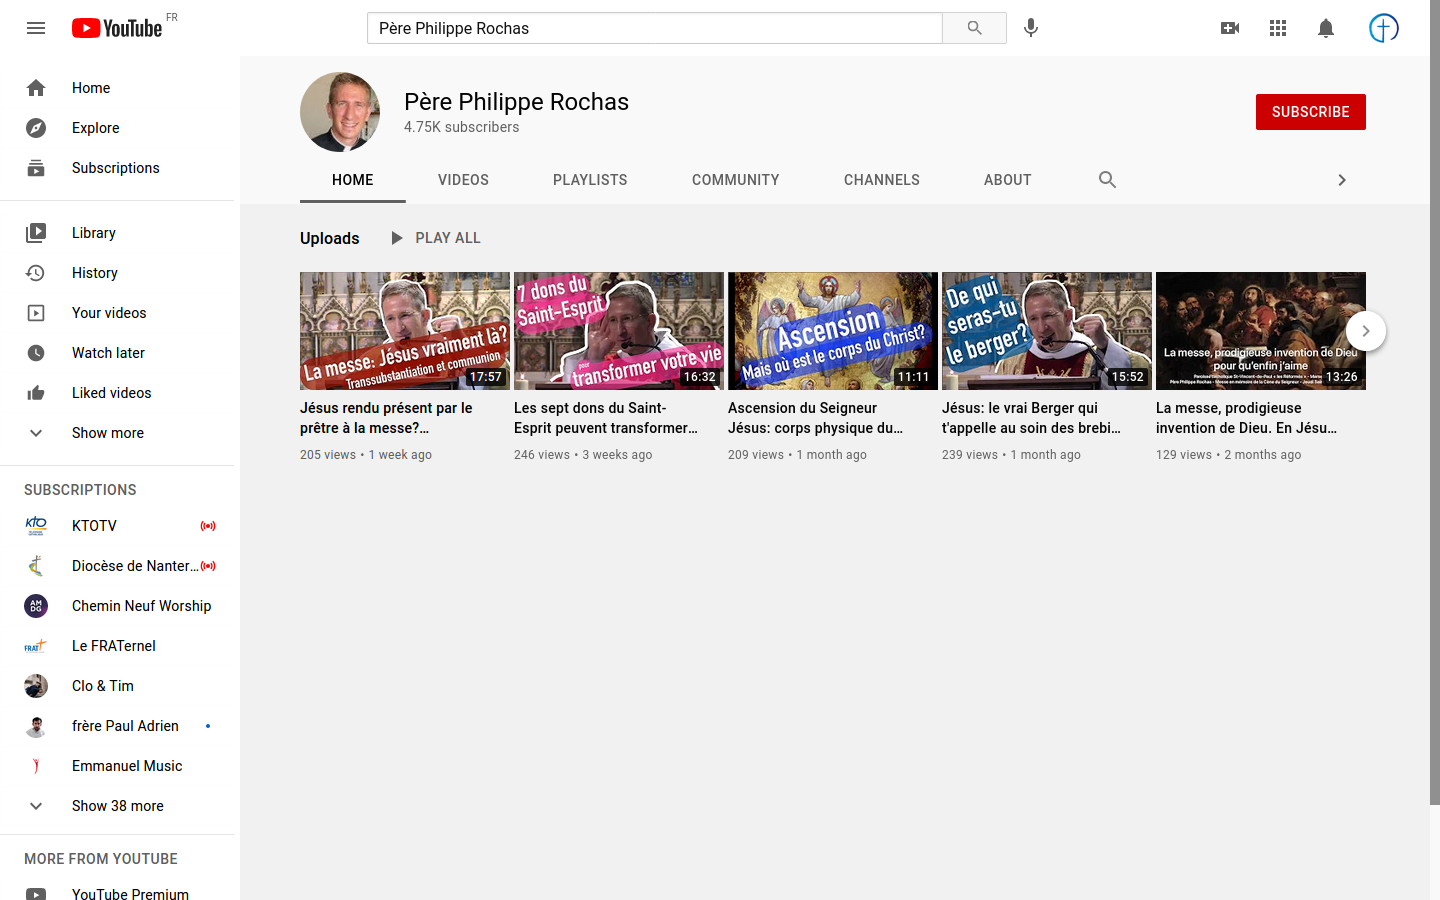 YouTube FR
Père Philippe Rochas
Home
Explore
Subscriptions
Library
History
Your videos
Watch later
Liked videos
Show more
SUBSCRIPTIONS
KTOTV
Diocèse de Nanter...
Chemin Neuf Worship
Le FRATernel
Clo & Tim
frère Paul Adrien
Emmanuel Music
Show 38 more
MORE FROM YOUTUBE
YouTube Premium
kto
AM
DG
FRAT
Père Philippe Rochas
4.75K subscribers
SUBSCRIBE
HOME VIDEOS PLAYLISTS COMMUNITY CHANNELS ABOUT
Uploads PLAY ALL
La messe: Jésus vraiment là?
Transsubstantiation et communion
17:57
Jésus rendu présent par le
prêtre à la messe?...
205 views • 1 week ago
7 dons du
Saint-Esprit
pour
transformer votre vie
16:32
Les sept dons du Saint-
Esprit peuvent transformer...
246 views • 3 weeks ago
Ascension
Mais où est le corps du Christ?
11:11
Ascension du Seigneur
Jésus: corps physique du...
209 views • 1 month ago
De qui
seras-tu
le berger?
15:52
Jésus: le vrai Berger qui
t'appelle au soin des brebi...
239 views • 1 month ago
La messe, prodigieuse invention de Dieu
pour qu'enfin j'aime
13:26
La messe, prodigieuse
invention de Dieu. En Jésu...
129 views • 2 months ago